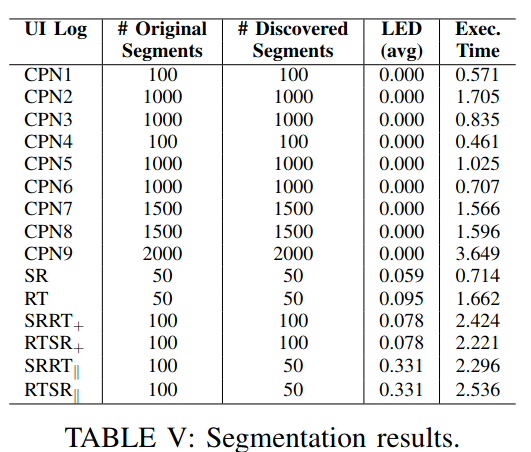 UI Log # Original Segments # Discovered Segments LED (avg) Exec. Time
CPN1 100 100 0.000 0.571
CPN2 1000 1000 0.000 1.705
CPN3 1000 1000 0.000 0.835
CPN4 100 100 0.000 0.461
CPN5 1000 1000 0.000 1.025
CPN6 1000 1000 0.000 0.707
CPN7 1500 1500 0.000 1.566
CPN8 1500 1500 0.000 1.596
CPN9 2000 2000 0.000 3.649
SR 50 50 0.059 0.714
RT 50 50 0.095 1.662
SRRT₊ 100 100 0.078 2.424
RTSR₊ 100 100 0.078 2.221
SRRT∥ 100 50 0.331 2.296
RTSR∥ 100 50 0.331 2.536
TABLE V: Segmentation results.